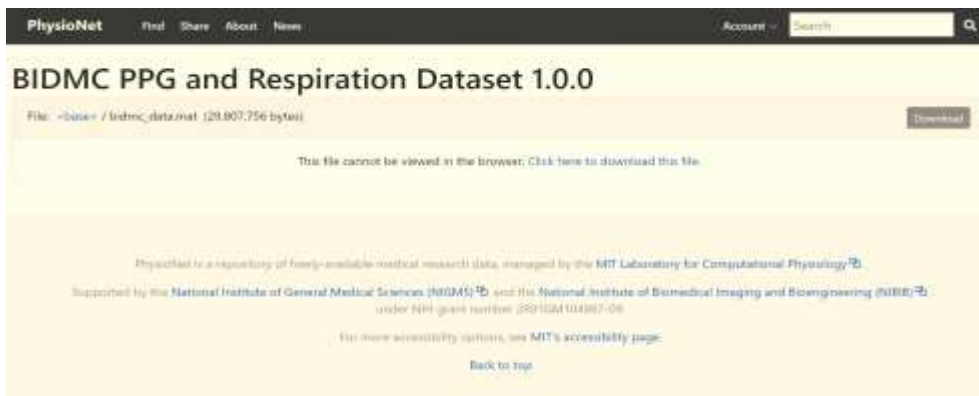 PhysioNet Find Share About News Account Search
BIDMC PPG and Respiration Dataset 1.0.0
File: <base> / bidmc_data.mat (29,807,756 bytes) Download
This file cannot be viewed in the browser. Click here to download this file.
PhysioNet is a repository of freely-available medical research data, managed by the MIT Laboratory for Computational Physiology
Supported by the National Institute of General Medical Sciences (NIGMS) and the National Institute of Biomedical Imaging and Bioengineering (NIBIB)
under NIH grant number
For more accessibility options, see MIT's accessibility page.
Back to top